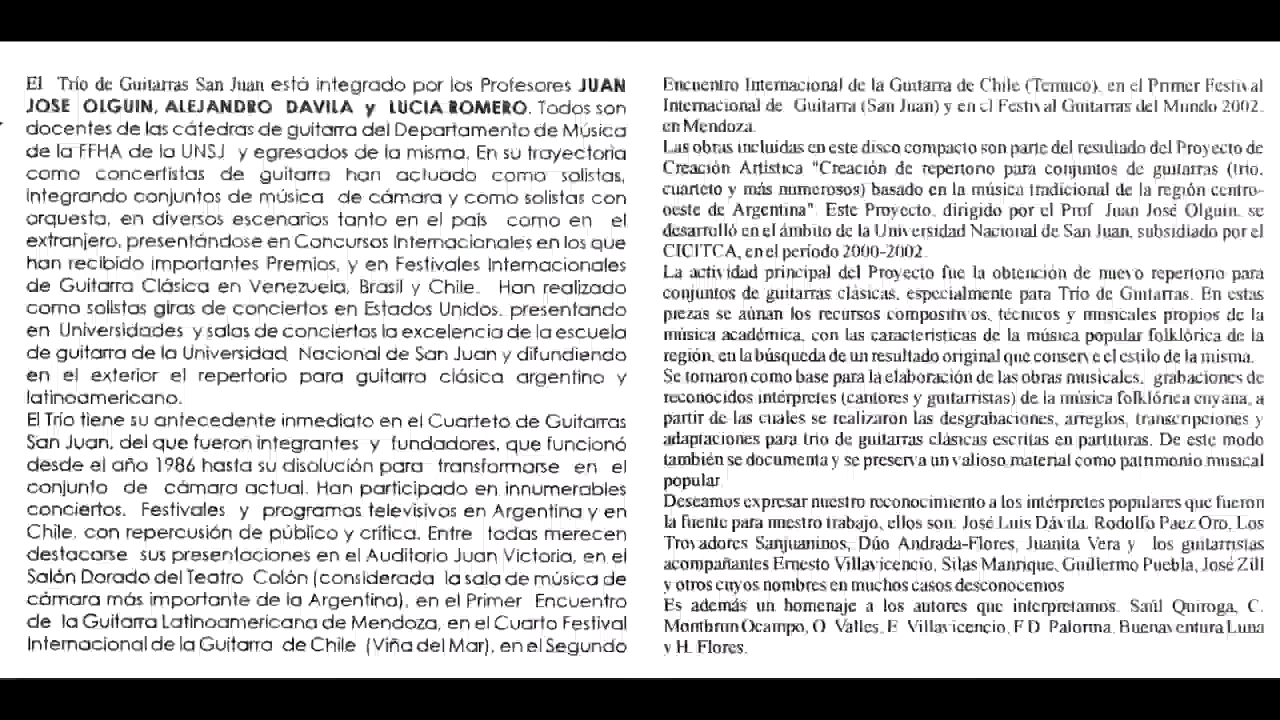 El Trío de Guitarras San Juan está integrado por los Profesores JUAN
JOSE OLGUIN, ALEJANDRO DAVILA y LUCIA ROMERO. Todos son
docentes de las cátedras de guitarra del Departamento de Música
de la FFHA de la UNSJ y egresados de la misma. En su trayectoria
como concertistas de guitarra han actuado como solistas,
integrando conjuntos de música de cámara y como solistas con
orquesta, en diversos escenarios tanto en el país como en el
extranjero, presentándose en Concursos Internacionales en los que
han recibido importantes Premios, y en Festivales Internacionales
de Guitarra Clásica en Venezuela, Brasil y Chile. Han realizado
como solistas giras de conciertos en Estados Unidos, presentando
en Universidades y salas de conciertos la excelencia de la escuela
de guitarra de la Universidad Nacional de San Juan y difundiendo
en el exterior el repertorio para guitarra clásica argentino y
latinoamericano.
El Trío tiene su antecedente inmediato en el Cuarteto de Guitarras
San Juan, del que fueron integrantes y fundadores, que funcionó
desde el año 1986 hasta su disolución para transformarse en el
conjunto de cámara actual. Han participado en innumerables
conciertos. Festivales y programas televisivos en Argentina y en
Chile, con repercusión de público y crítica. Entre todas merecen
destacarse sus presentaciones en el Auditorio Juan Victoria, en el
Salón Dorado del Teatro Colón (considerada la sala de música de
cámara más importante de la Argentina), en el Primer Encuentro
de la Guitarra Latinoamericana de Mendoza, en el Cuarto Festival
Internacional de la Guitarra de Chile (Viña del Mar), en el Segundo
Encuentro Internacional de la Guitarra de Chile (Temuco), en el Primer Festival
Internacional de Guitarra (San Juan) y en el Festival Guitarras del Mundo 2002,
en Mendoza.
Las obras incluidas en este disco compacto son parte del resultado del Proyecto de
Creación Artística "Creación de repertorio para conjuntos de guitarras (trío,
cuarteto y más numerosos) basado en la música tradicional de la región centro-
oeste de Argentina". Este Proyecto, dirigido por el Prof. Juan José Olguin, se
desarrolló en el ámbito de la Universidad Nacional de San Juan, subsidiado por el
CICITCA, en el período 2000-2002.
La actividad principal del Proyecto fue la obtención de nuevo repertorio para
conjuntos de guitarras clásicas, especialmente para Trío de Guitarras. En estas
piezas se aúnan los recursos compositivos, técnicos y musicales propios de la
música académica, con las características de la música popular folklórica de la
región, en la búsqueda de un resultado original que conserve el estilo de la misma.
Se tomaron como base para la elaboración de las obras musicales, grabaciones de
reconocidos intérpretes (cantores y guitarristas) de la música folklórica cuyana, a
partir de las cuales se realizaron las desgrabaciones, arreglos, transcripciones y
adaptaciones para trío de guitarras clásicas escritas en partituras. De este modo
también se documenta y se preserva un valioso material como patrimonio musical
popular.
Deseamos expresar nuestro reconocimiento a los intérpretes populares que fueron
la fuente para nuestro trabajo, ellos son: José Luis Dávila, Rodolfo Paez Oro, Los
Trovadores Sanjuaninos, Dúo Andrada-Flores, Juanita Vera y los guitarristas
acompañantes Ernesto Villavicencio, Silas Manrique, Guillermo Puebla, José Zill
y otros cuyos nombres en muchos casos desconocemos
Es además un homenaje a los autores que interpretamos. Saúl Quiroga, C.
Montbrun Ocampo, O. Valles, E. Villavicencio, F.D. Palorma, Buenaventura Luna
y H. Flores.